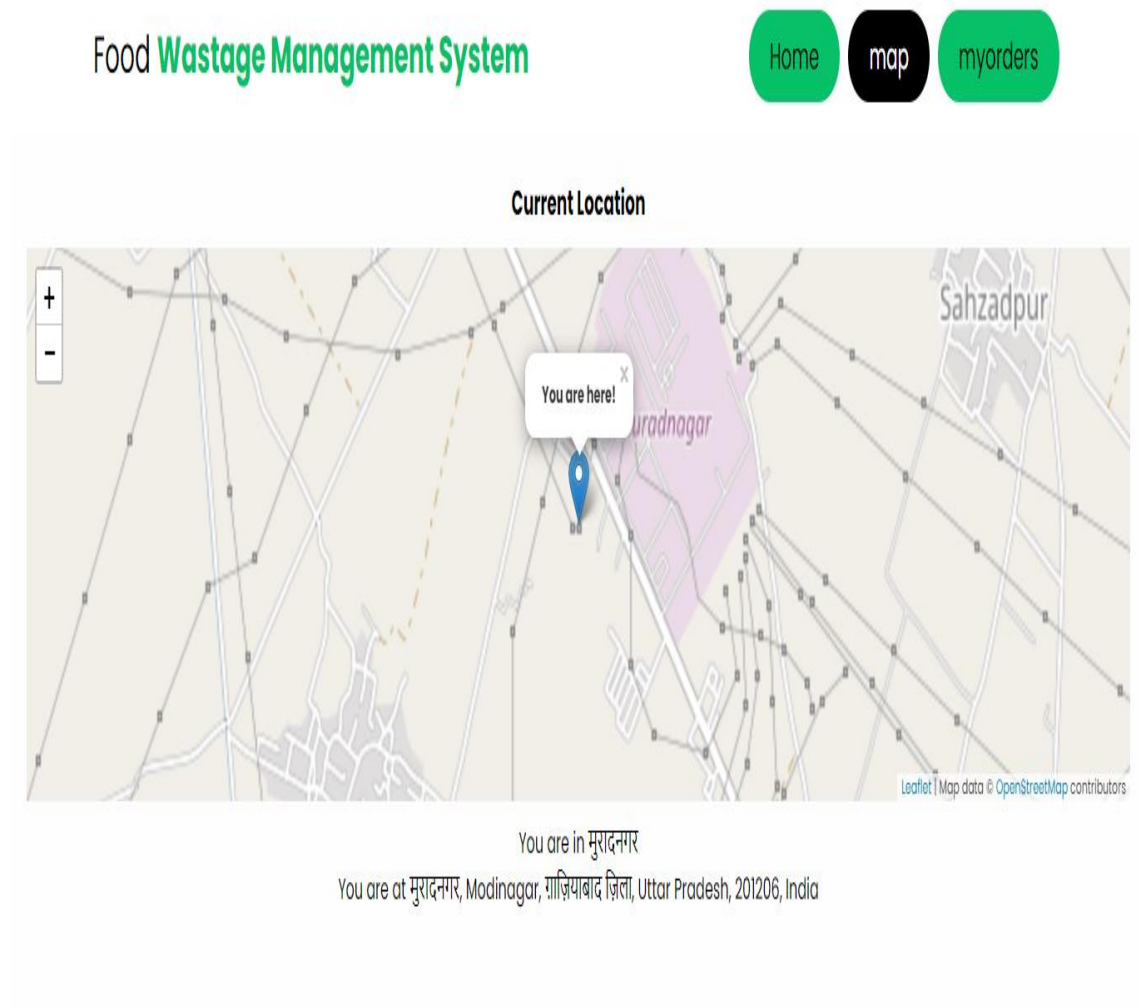 Food Wastage Management System
Home
map
myorders
Current Location
+
−
Sahzadpur
You are here!
×
uradnagar
Leaflet | Map data © OpenStreetMap contributors
You are in मुरादनगर
You are at मुरादनगर, Modinagar, ग़ाज़ियाबाद ज़िला, Uttar Pradesh, 201206, India